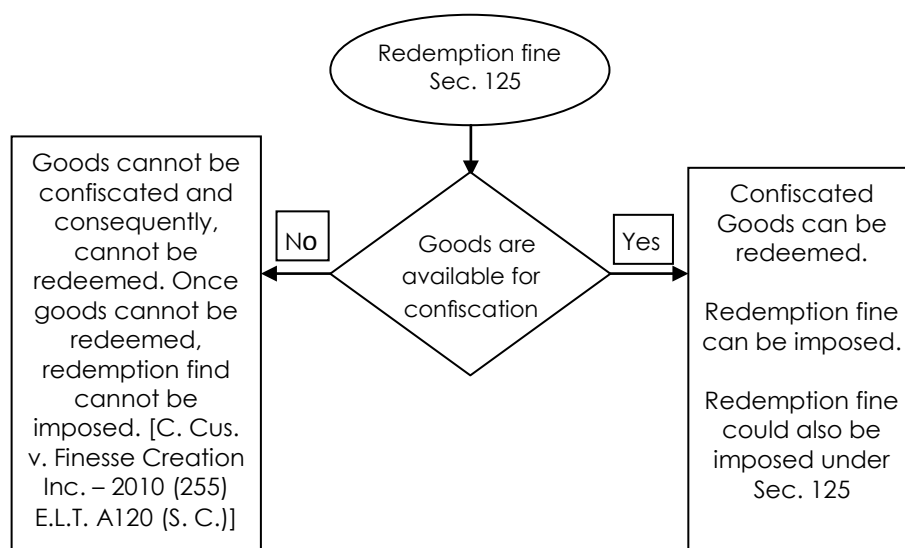 Redemption fine
Sec. 125
Goods are
available for
confiscation
No
Goods cannot be
confiscated and
consequently,
cannot be
redeemed. Once
goods cannot be
redeemed,
redemption find
cannot be
imposed. [C. Cus.
v. Finesse Creation
Inc. – 2010 (255)
E.L.T. A120 (S. C.)]
Yes
Confiscated
Goods can be
redeemed.
Redemption fine
can be imposed.
Redemption fine
could also be
imposed under
Sec. 125